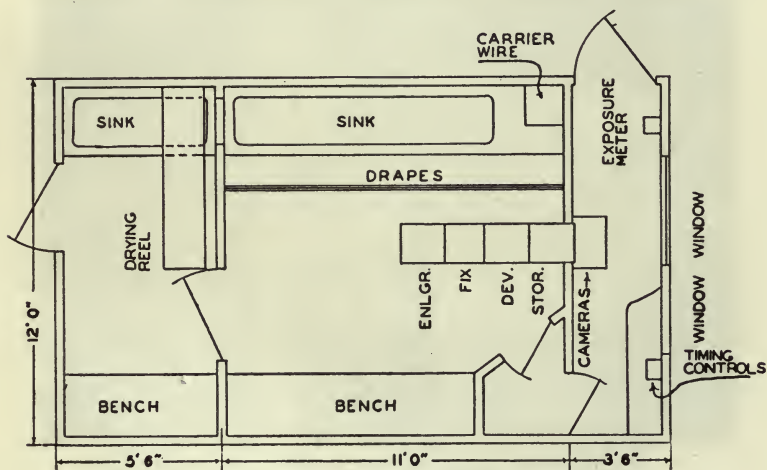 CARRIER
WIRE
SINK
SINK
EXPOSURE
METER
DRAPES
DRYING
REEL
ENLGR.
FIX
DEV.
STOR.
CAMERAS
WINDOW
WINDOW
12'0"
TIMING
CONTROLS
BENCH
BENCH
5'6"
11'0"
3'6"